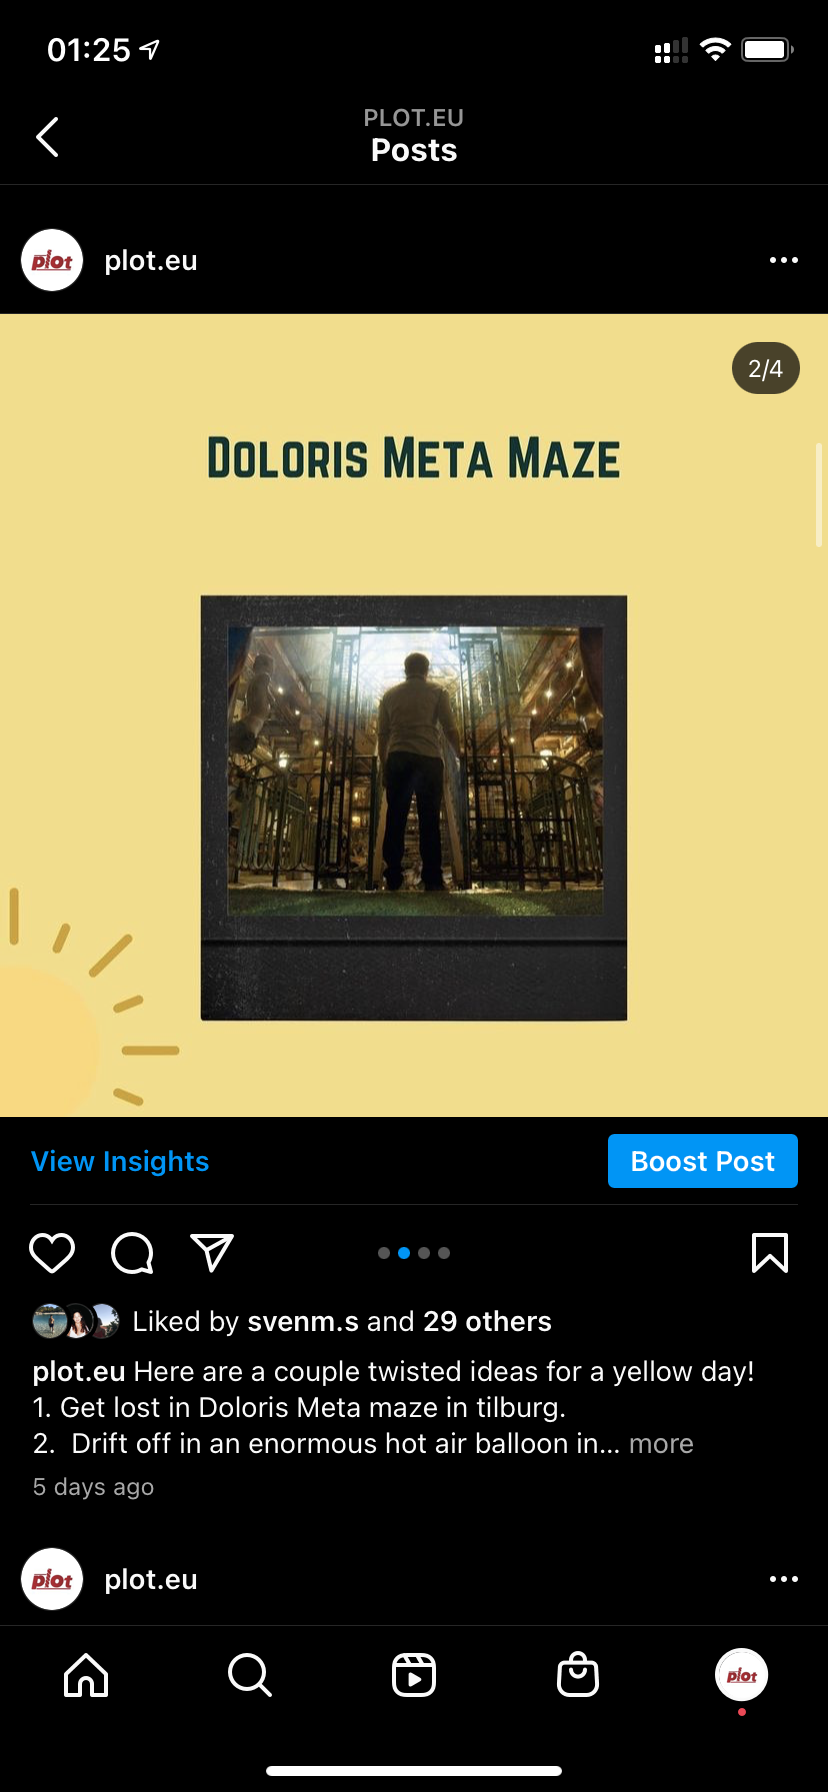 01:25
PLOT.EU
Posts
plot
plot.eu
2/4
DOLORIS META MAZE
View Insights
Boost Post
Liked by svenm.s and 29 others
plot.eu Here are a couple twisted ideas for a yellow day!
1. Get lost in Doloris Meta maze in tilburg.
2.  Drift off in an enormous hot air balloon in... more
5 days ago
plot
plot.eu
plot